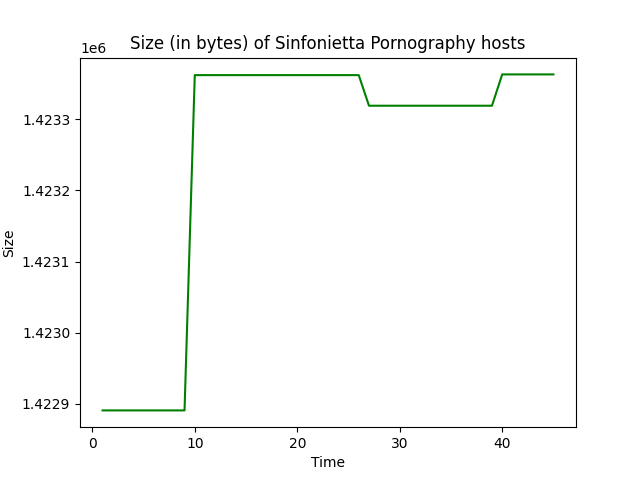 Size (in bytes) of Sinfonietta Pornography hosts
1e6
1.4233
1.4232
1.4231
1.4230
1.4229
Size
0 10 20 30 40
Time